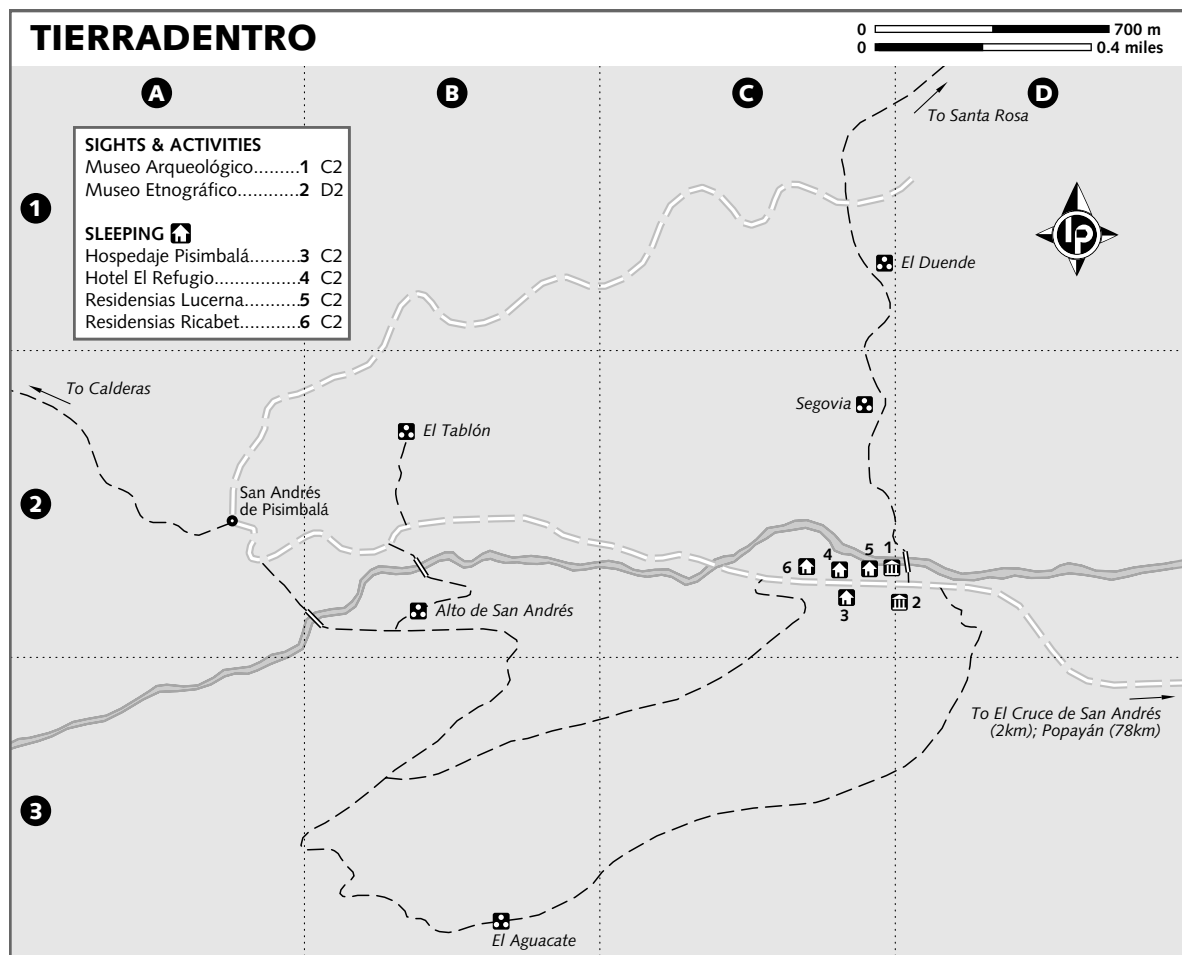 TIERRADENTRO
0 700 m
0 0.4 miles
A B C D
To Santa Rosa
SIGHTS & ACTIVITIES
Museo Arqueológico.........1 C2
Museo Etnográfico............2 D2
SLEEPING
Hospedaje Pisimbalá..........3 C2
Hotel El Refugio.................4 C2
Residensias Lucerna...........5 C2
Residensias Ricabet............6 C2
1
lp
El Duende
To Calderas
Segovia
El Tablón
San Andrés
de Pisimbalá
2
1
4 5
6
Alto de San Andrés
3
2
To El Cruce de San Andrés
(2km); Popayán (78km)
3
El Aguacate